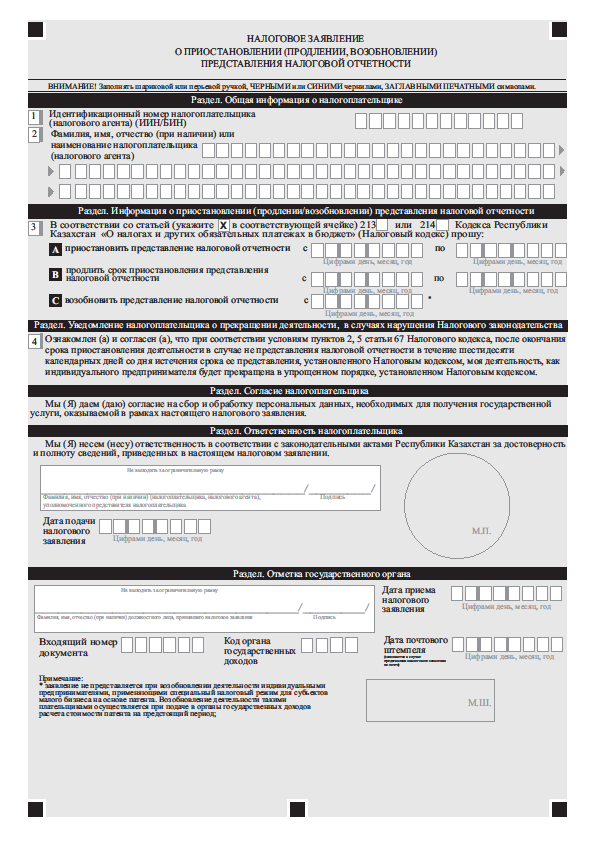 НАЛОГОВОЕ ЗАЯВЛЕНИЕ
О ПРИОСТАНОВЛЕНИИ (ПРОДЛЕНИИ, ВОЗОБНОВЛЕНИИ)
ПРЕДСТАВЛЕНИЯ НАЛОГОВОЙ ОТЧЕТНОСТИ
ВНИМАНИЕ! Заполнять шариковой или перьевой ручкой, ЧЕРНЫМИ или СИНИМИ чернилами, ЗАГЛАВНЫМИ ПЕЧАТНЫМИ символами.
Раздел. Общая информация о налогоплательщике
1 Идентификационный номер налогоплательщика
(налогового агента) (ИИН/БИН)
2 Фамилия, имя, отчество (при наличии) или
наименование налогоплательщика
(налогового агента)
Раздел. Информация о приостановлении (продлении/возобновлении) представления налоговой отчетности
3 В соответствии со статьей (укажите X в соответствующей ячейке) 213 или 214 Кодекса Республики
Казахстан «О налогах и других обязательных платежах в бюджет» (Налоговый кодекс) прошу:
A приостановить представление налоговой отчетности с по
Цифрами день, месяц, год Цифрами день, месяц, год
B продлить срок приостановления представления
налоговой отчетности с по
Цифрами день, месяц, год Цифрами день, месяц, год
C возобновить представление налоговой отчетности с *
Цифрами день, месяц, год
Раздел. Уведомление налогоплательщика о прекращении деятельности, в случаях нарушения Налогового законодательства
4 Ознакомлен (а) и согласен (а), что при соответствии условиям пунктов 2, 5 статьи 67 Налогового кодекса, после окончания
срока приостановления деятельности в случае не представления налоговой отчетности в течение шестидесяти
календарных дней со дня истечения срока ее представления, установленного Налоговым кодексом, моя деятельность, как
индивидуального предпринимателя будет прекращена в упрощенном порядке, установленном Налоговым кодексом.
Раздел. Согласие налогоплательщика
Мы (Я) даем (даю) согласие на сбор и обработку персональных данных, необходимых для получения государственной
услуги, оказываемой в рамках настоящего налогового заявления.
Раздел. Ответственность налогоплательщика
Мы (Я) несем (несу) ответственность в соответствии с законодательными актами Республики Казахстан за достоверность
и полноту сведений, приведенных в настоящем налоговом заявлении.
Не выходить за ограничительную рамку
Фамилия, имя, отчество (при наличии) (налогоплательщика, налогового агента), Подпись
уполномоченного представителя налогоплательщика
М.П.
Дата подачи
налогового
заявления
Цифрами день, месяц, год
Раздел. Отметка государственного органа
Не выходить за ограничительную рамку
Фамилия, имя, отчество (при наличии) должностного лица, принявшего налоговое заявление Подпись
Дата приема
налогового
заявления
Цифрами день, месяц, год
Входящий номер
документа
Код органа
государственных
доходов
Дата почтового
штемпеля
Цифрами день, месяц, год
Примечание:
* заявление не представляется при возобновлении деятельности индивидуальными
предпринимателями, применяющими специальный налоговый режим для субъектов
малого бизнеса на основе патента. Возобновление деятельности такими
плательщиками осуществляется при подаче в органы государственных доходов
расчета стоимости патента на предстоящий период;
М.Ш.